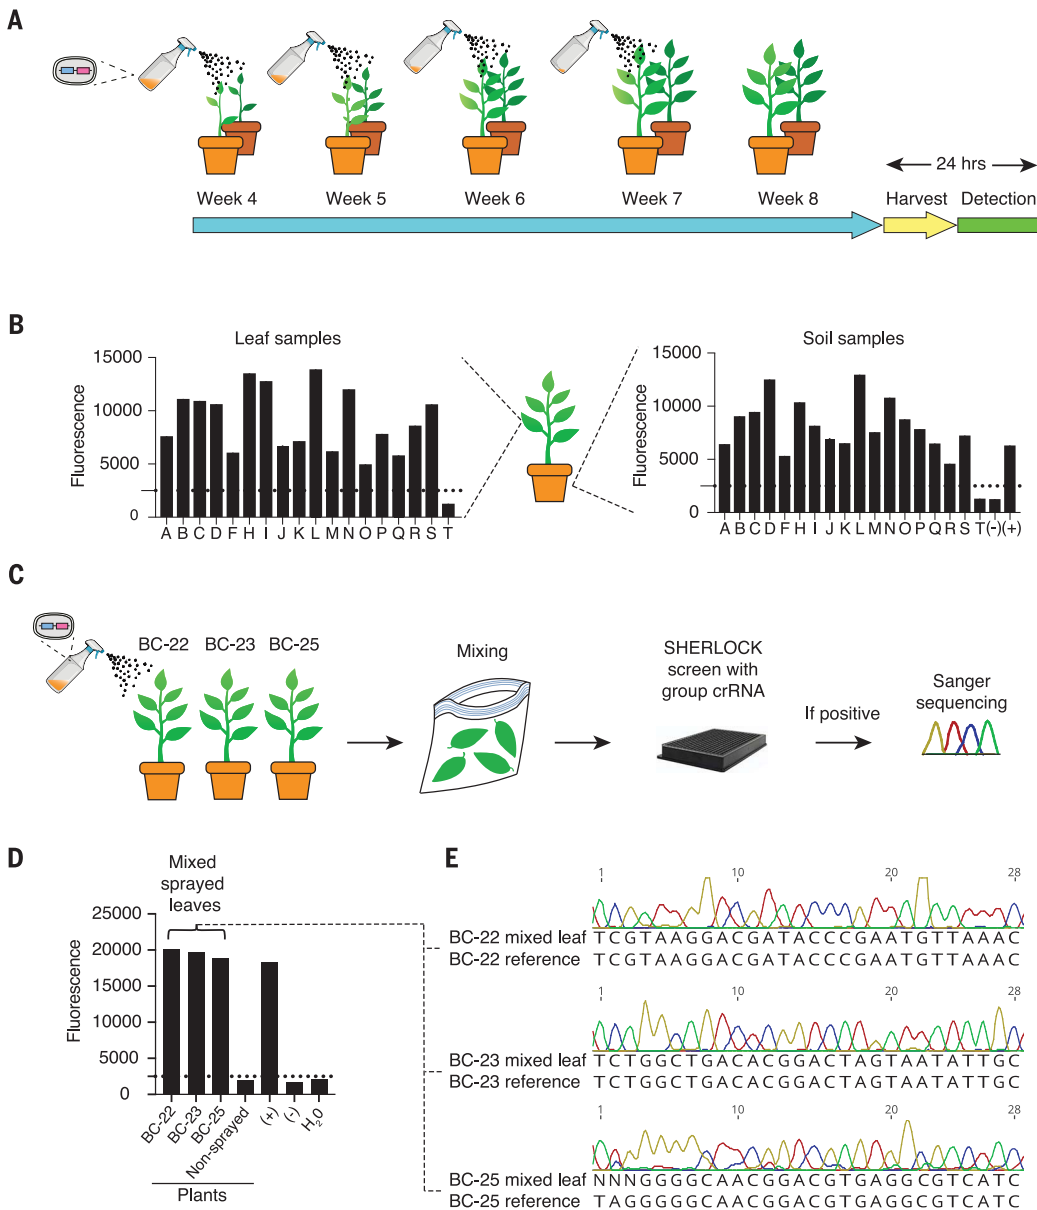 A
24 hrs
Week 4
Week 5
Week 6
Week 7
Week 8
Harvest
Detection
B
Leaf samples
Fluorescence
15000
10000
5000
0
A B C D F H I J K L M N O P Q R S T
Soil samples
Fluorescence
15000
10000
5000
0
A B C D F H I J K L M N O P Q R S T (-) (+)
C
BC-22 BC-23 BC-25
Mixing
SHERLOCK
screen with
group crRNA
If positive
Sanger
sequencing
D
Mixed
sprayed
leaves
Fluorescence
25000
20000
15000
10000
5000
0
BC-22
BC-23
BC-25
Non-sprayed
(+)
(-)
H20
Plants
E
1 10 20 28
BC-22 mixed leaf TCGTAAGGACGATACCCGAATGTTAAAC
BC-22 reference TCGTAAGGACGATACCCGAATGTTAAAC
1 10 20 28
BC-23 mixed leaf TCTGGCTGACACGGACTAGTAATATTGC
BC-23 reference TCTGGCTGACACGGACTAGTAATATTGC
1 10 20 28
BC-25 mixed leaf NNNGGGGCAACGGACGTGAGGCGTCATC
BC-25 reference TAGGGGGCAACGGACGTGAGGCGTCATC